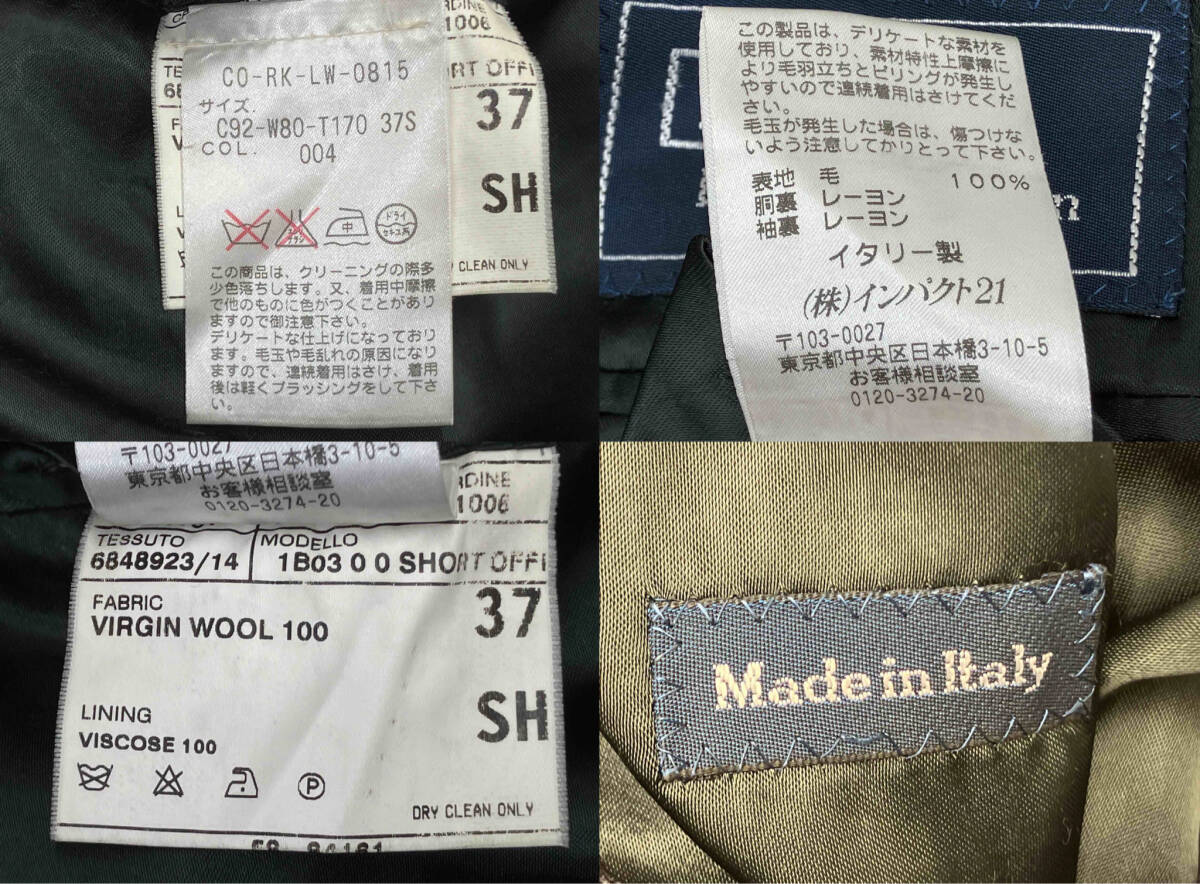 RDINE
1006
CO-RK-LW-0815
サイズ.
C92-W80-T170 37S
COL. 004
ORT OFFI
37
SH
中
ドライ
セキユ系
Y CLEAN ONLY
この商品は、クリーニングの際多
少色落ちします。又、着用中摩擦
で他のものに色がつくことがあり
ますので御注意下さい。
デリケートな仕上げになっており
ます。毛玉や毛乱れの原因になり
ますので、連続着用はさけ、着用
後は軽くブラッシングをして下さ
い。
この製品は、デリケートな素材を
使用しており、素材特性上摩擦に
より毛羽立ちとピリングが発生し
やすいので連続着用はさけてくだ
さい。
毛玉が発生した場合は、傷つけな
いよう注意してかりとって下さい。
表地 毛 100%
胴裏 レーヨン
袖裏 レーヨン
イタリー製
(株)インパクト21
〒103-0027
東京都中央区日本橋3-10-5
お客様相談室
0120-3274-20
〒103-0027
東京都中央区日本橋3-10-5
お客様相談室
0120-3274-20
RDINE
1006
TESSUTO
6848923/14
MODELLO
1B03 0 0 SHORT OFFI
FABRIC
VIRGIN WOOL 100
37
SH
LINING
VISCOSE 100
P
DRY CLEAN ONLY
Made in Italy